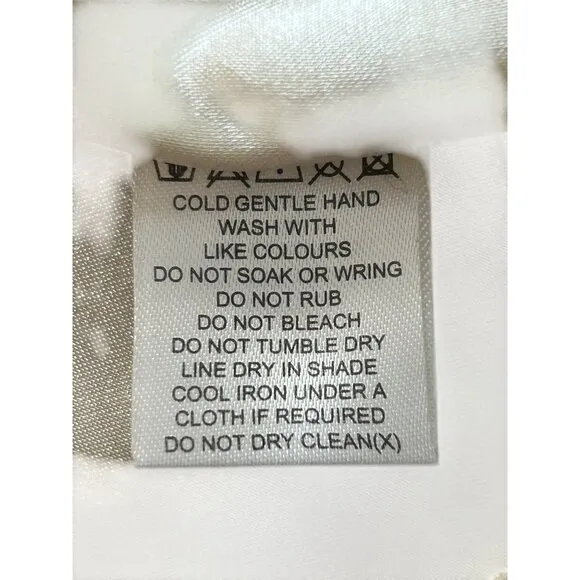 COLD GENTLE HAND
WASH WITH
LIKE COLOURS
DO NOT SOAK OR WRING
DO NOT RUB
DO NOT BLEACH
DO NOT TUMBLE DRY
LINE DRY IN SHADE
COOL IRON UNDER A
CLOTH IF REQUIRED
DO NOT DRY CLEAN(X)